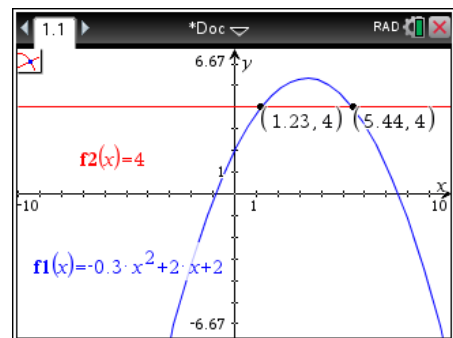 1.1 *Doc RAD
6.67 y
(1.23, 4) (5.44, 4)
f2(x)=4
1
x
-10 1 10
f1(x)=-0.3·x²+2·x+2
-6.67